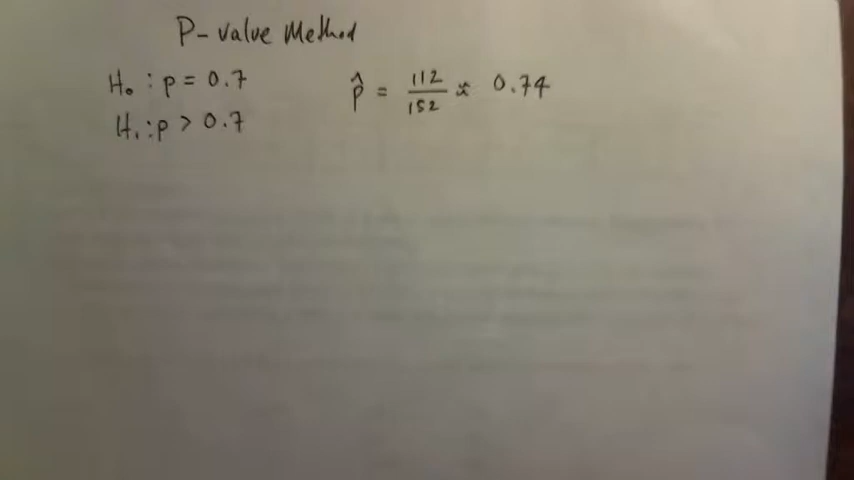 P-value Method
H₀ : p = 0.7
p̂ = 112/152 ≈ 0.74
H₁ : p > 0.7